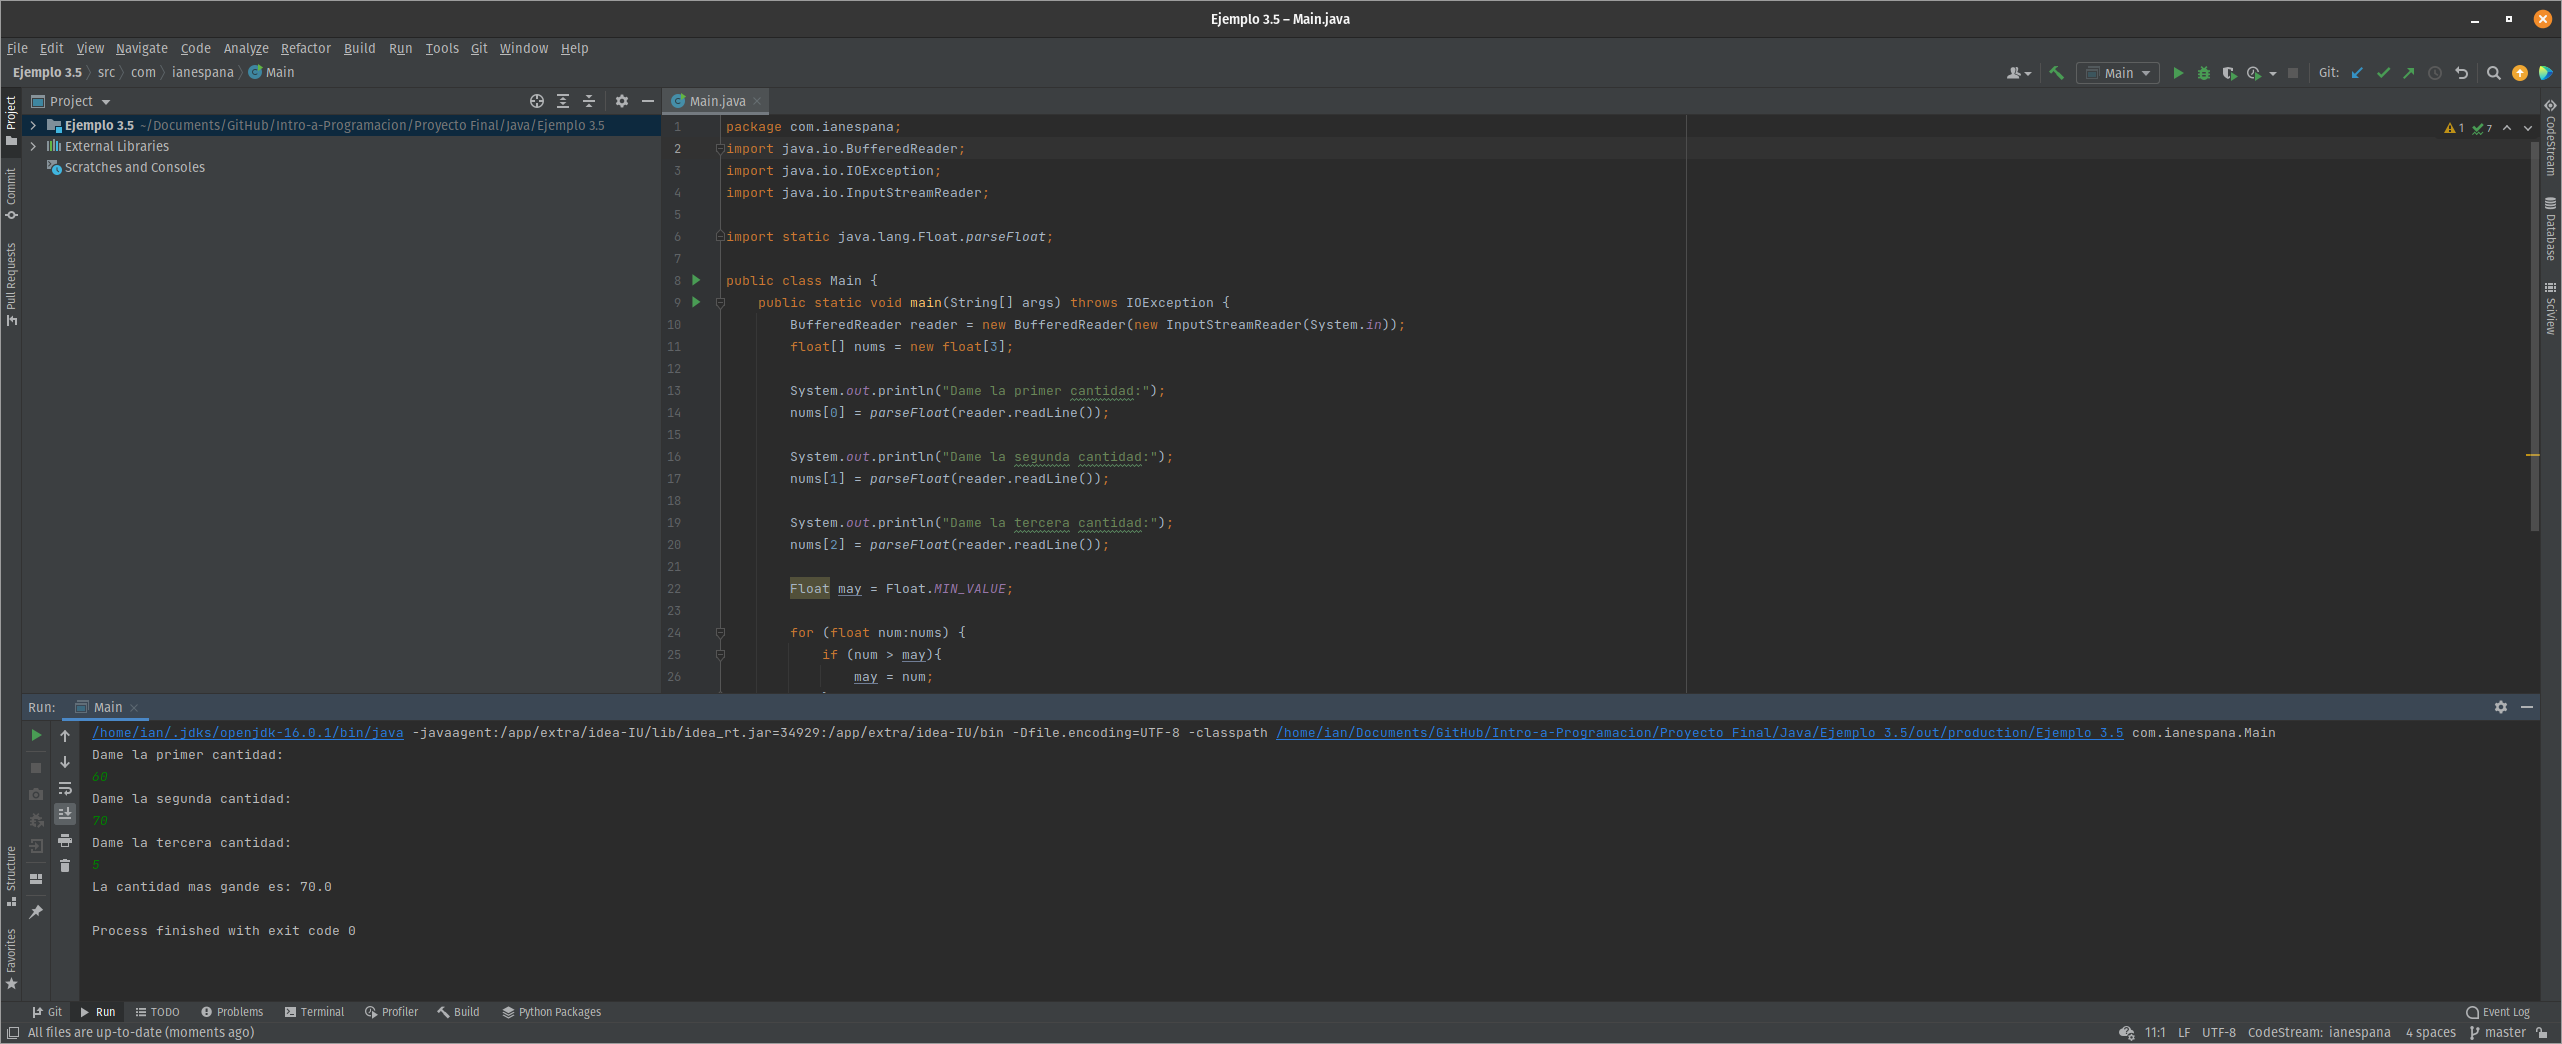 Ejemplo 3.5 – Main.java
File Edit View Navigate Code Analyze Refactor Build Run Tools Git Window Help
Ejemplo 3.5 src com ianespana Main
Main
Git:
Project
Main.java
Ejemplo 3.5 ~/Documents/GitHub/Intro-a-Programacion/Proyecto Final/Java/Ejemplo 3.5
External Libraries
Scratches and Consoles
Project
Commit
Pull Requests
Structure
Favorites
1 package com.ianespana;
2 import java.io.BufferedReader;
3 import java.io.IOException;
4 import java.io.InputStreamReader;
5
6 import static java.lang.Float.parseFloat;
7
8 public class Main {
9 public static void main(String[] args) throws IOException {
10 BufferedReader reader = new BufferedReader(new InputStreamReader(System.in));
11 float[] nums = new float[3];
12
13 System.out.println("Dame la primer cantidad:");
14 nums[0] = parseFloat(reader.readLine());
15
16 System.out.println("Dame la segunda cantidad:");
17 nums[1] = parseFloat(reader.readLine());
18
19 System.out.println("Dame la tercera cantidad:");
20 nums[2] = parseFloat(reader.readLine());
21
22 Float may = Float.MIN_VALUE;
23
24 for (float num:nums) {
25 if (num > may){
26 may = num;
1 7
CodeStream
Database
SciView
Run: Main
/home/ian/.jdks/openjdk-16.0.1/bin/java -javaagent:/app/extra/idea-IU/lib/idea_rt.jar=34929:/app/extra/idea-IU/bin -Dfile.encoding=UTF-8 -classpath /home/ian/Documents/GitHub/Intro-a-Programacion/Proyecto Final/Java/Ejemplo 3.5/out/production/Ejemplo 3.5 com.ianespana.Main
Dame la primer cantidad:
60
Dame la segunda cantidad:
70
Dame la tercera cantidad:
5
La cantidad mas gande es: 70.0
Process finished with exit code 0
Git Run TODO Problems Terminal Profiler Build Python Packages Event Log
All files are up-to-date (moments ago) 11:1 LF UTF-8 CodeStream: ianespana 4 spaces master